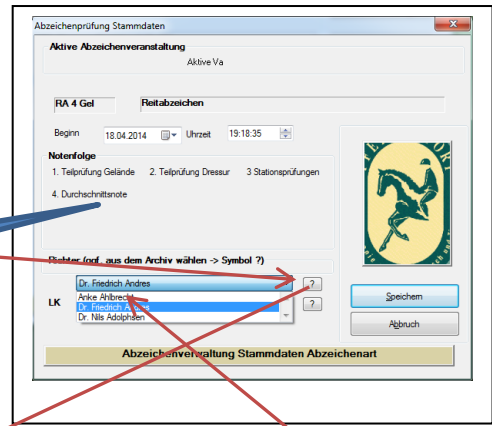 Abzeichenprüfung Stammdaten
Aktive Abzeichenveranstaltung
Aktive Va
RA 4 Gel Reitabzeichen
Beginn 18.04.2014 Uhrzeit 19:18:35
Notenfolge
1. Teilprüfung Gelände 2. Teilprüfung Dressur 3 Stationsprüfungen
4. Durchschnittsnote
Richter (ggf. aus dem Archiv wählen -> Symbol ?)
Dr. Friedrich Andres ?
Anke Ahlbrecht
LK Dr. Friedrich Andres ?
Dr. Nils Adolphsen
Speichern
Abbruch
Abzeichenverwaltung Stammdaten Abzeichenart